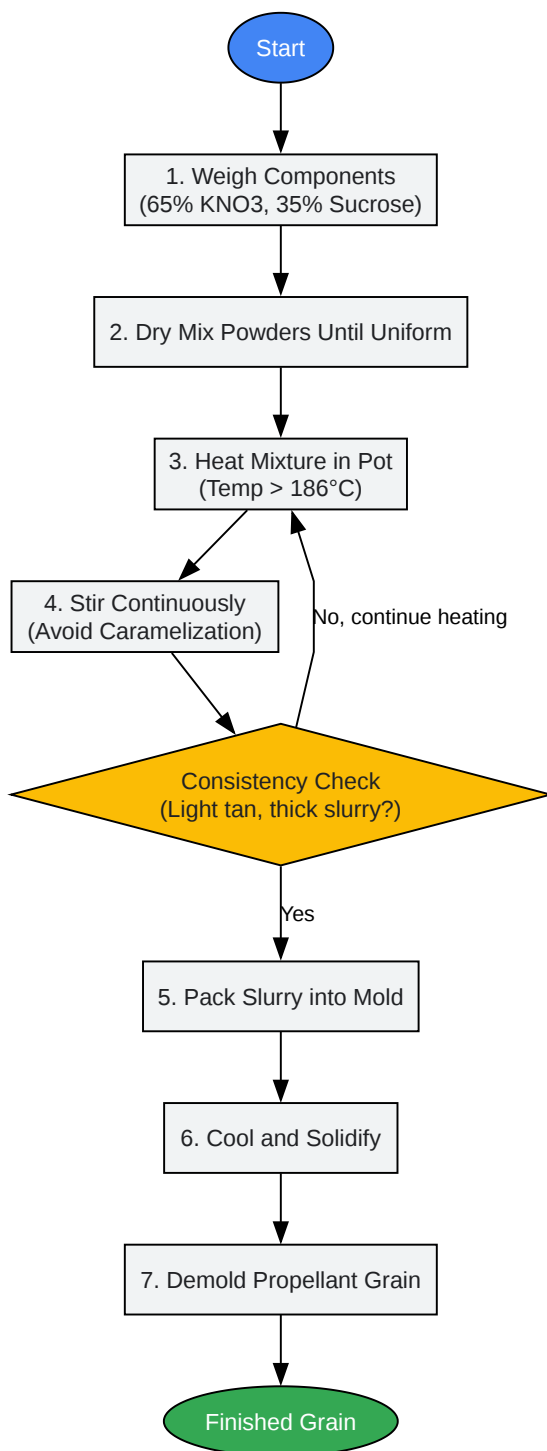 Start
1. Weigh Components
(65% KNO3, 35% Sucrose)
2. Dry Mix Powders Until Uniform
3. Heat Mixture in Pot
(Temp > 186°C)
4. Stir Continuously
(Avoid Caramelization)
No, continue heating
Consistency Check
(Light tan, thick slurry?)
Yes
5. Pack Slurry into Mold
6. Cool and Solidify
7. Demold Propellant Grain
Finished Grain